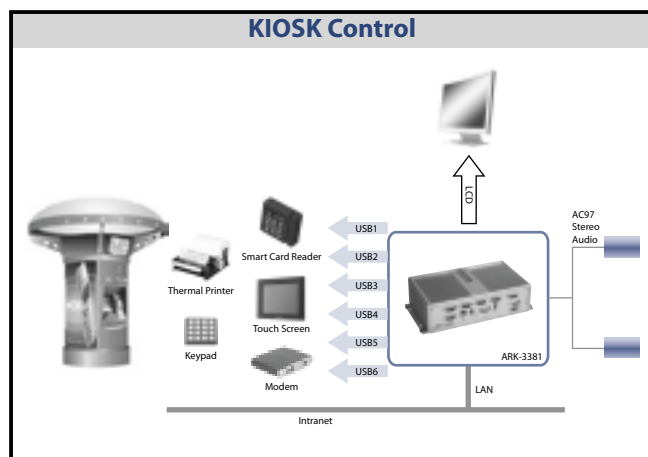 KIOSK Control
LCD
AC97
Stereo
Audio
USB1
Smart Card Reader
USB2
Thermal Printer
USB3
Touch Screen
USB4
Keypad
USB5
Modem
USB6
ARK-3381
LAN
Intranet